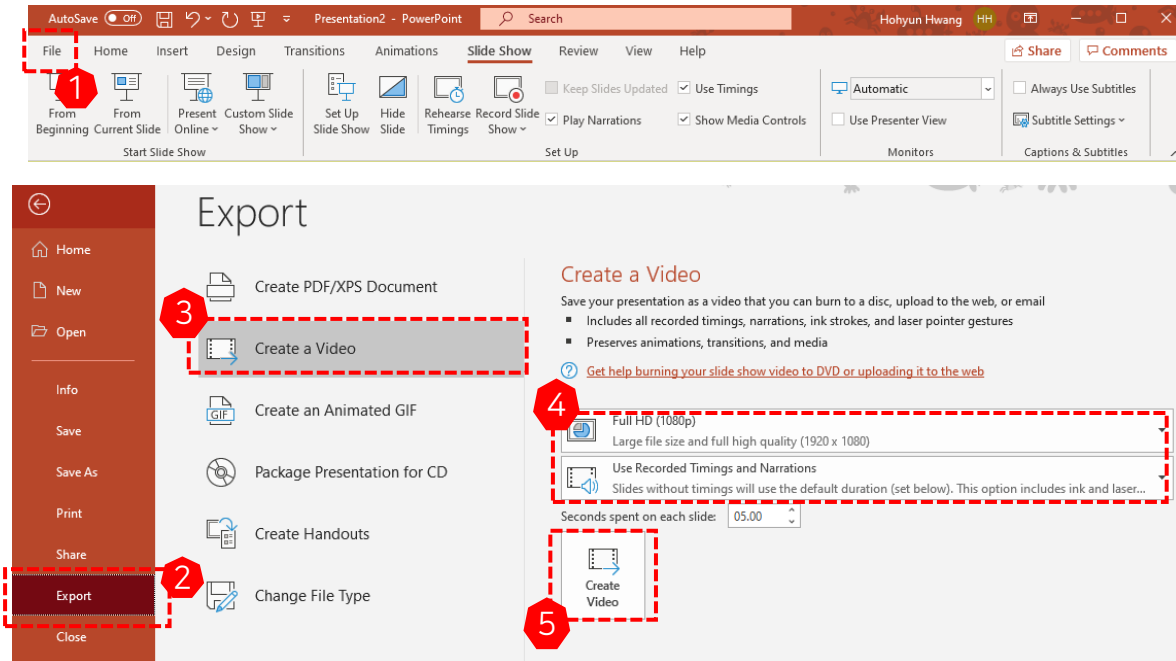 AutoSave Off Presentation2 - PowerPoint Search Hohyun Hwang HH
File Home Insert Design Transitions Animations Slide Show Review View Help Share Comments
1
From Beginning
From Current Slide
Present Online
Custom Slide Show
Set Up Slide Show
Hide Slide
Rehearse Timings
Record Slide Show
Keep Slides Updated
Use Timings
Play Narrations
Show Media Controls
Automatic
Use Presenter View
Always Use Subtitles
Subtitle Settings
Start Slide Show Set Up Monitors Captions & Subtitles
Home
New
Open
Info
Save
Save As
Print
Share
2
Export
Close
Export
Create PDF/XPS Document
3
Create a Video
Create an Animated GIF
GIF
Package Presentation for CD
Create Handouts
Change File Type
Create a Video
Save your presentation as a video that you can burn to a disc, upload to the web, or email
Includes all recorded timings, narrations, ink strokes, and laser pointer gestures
Preserves animations, transitions, and media
? Get help burning your slide show video to DVD or uploading it to the web
4
Full HD (1080p)
Large file size and full high quality (1920 x 1080)
Use Recorded Timings and Narrations
Slides without timings will use the default duration (set below). This option includes ink and laser...
Seconds spent on each slide: 05.00
Create
Video
5